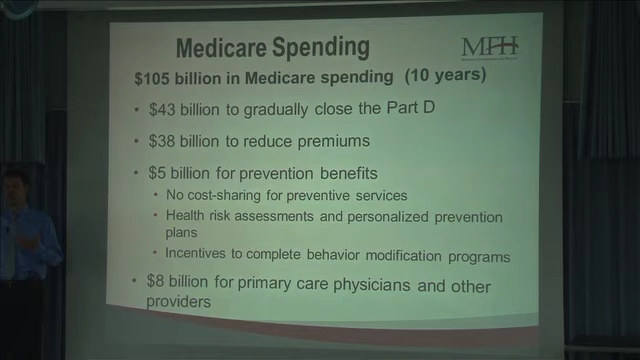 Medicare Spending
MFH
$105 billion in Medicare spending (10 years)
• $43 billion to gradually close the Part D
• $38 billion to reduce premiums
• $5 billion for prevention benefits
• No cost-sharing for preventive services
• Health risk assessments and personalized prevention
plans
• Incentives to complete behavior modification programs
• $8 billion for primary care physicians and other
providers